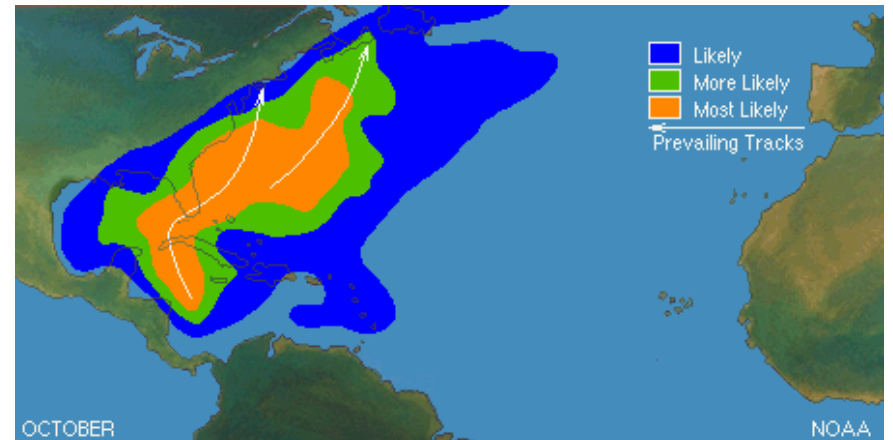 Likely
More Likely
Most Likely
Prevailing Tracks
OCTOBER
NOAA